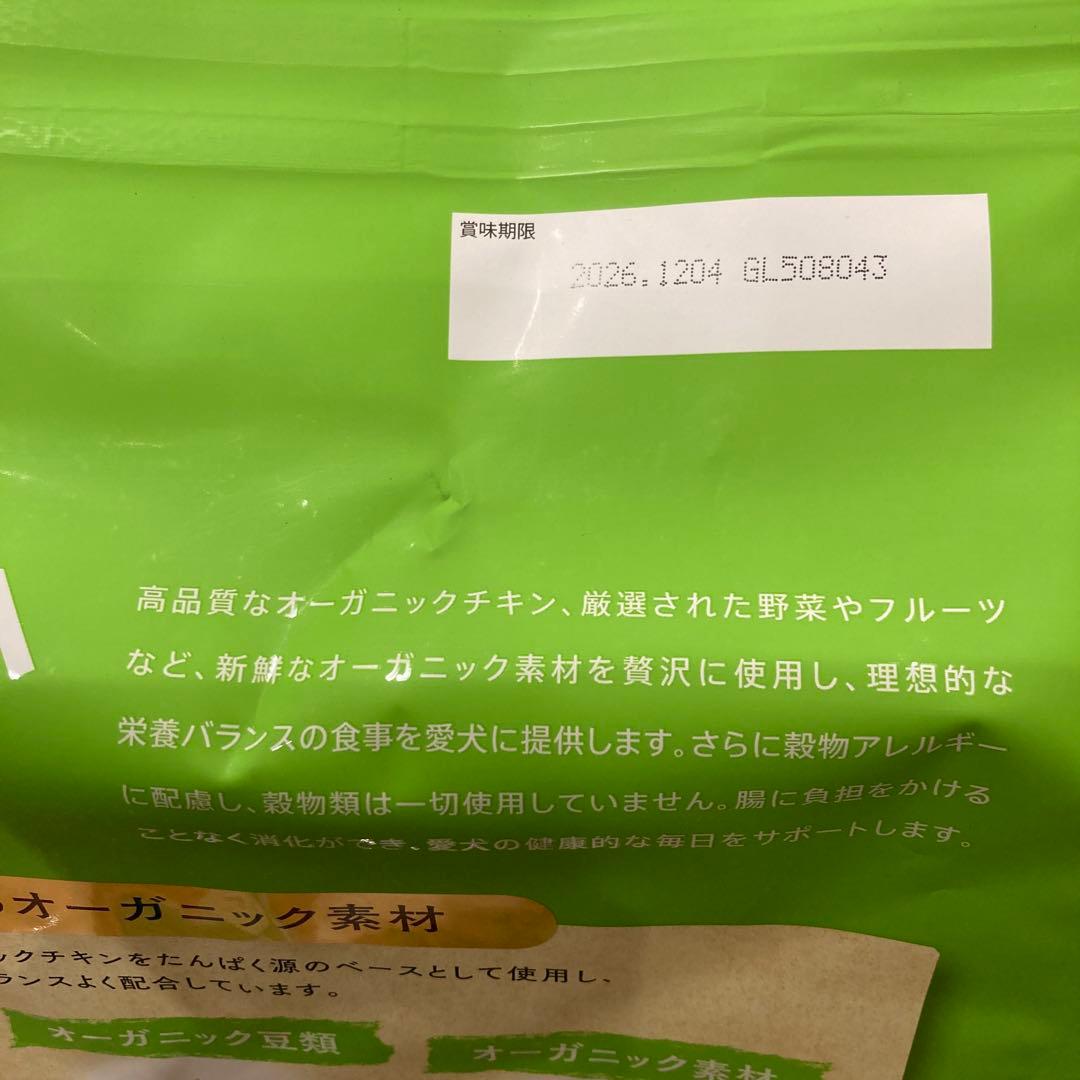 賞味期限
2026.1204 GL508043
高品質なオーガニックチキン、厳選された野菜やフルーツ
など、新鮮なオーガニック素材を贅沢に使用し、理想的な
栄養バランスの食事を愛犬に提供します。さらに穀物アレルギー
に配慮し、穀物類は一切使用していません。腸に負担をかける
ことなく消化ができ、愛犬の健康的な毎日をサポートします。
オーガニック素材
ックチキンをたんぱく源のベースとして使用し、
ランスよく配合しています。
オーガニック豆類
オーガニック素材